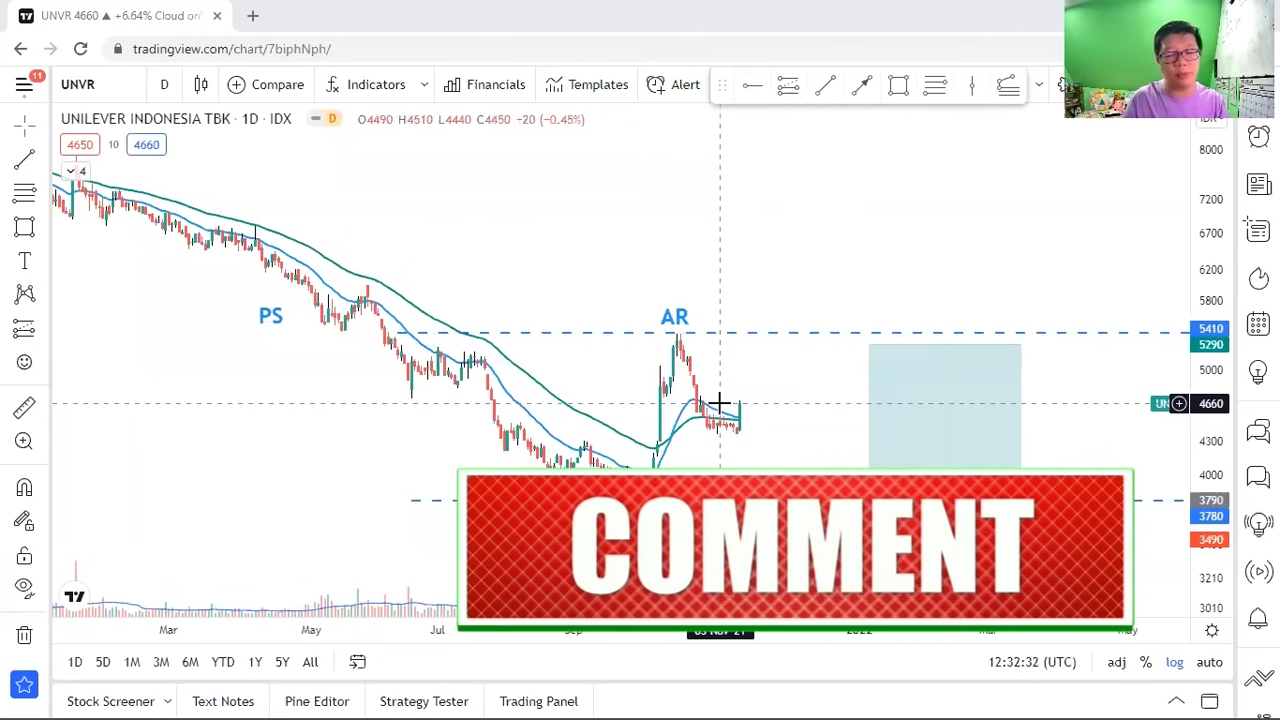 UNVR 4660 ▲ +6.64% Cloud on
tradingview.com/chart/7biphNph/
11
UNVR D Compare Indicators Financials Templates Alert
UNILEVER INDONESIA TBK · 1D · IDX D O4490 H4510 L4440 C4450 −20 (−0.45%)
4650 10 4660
4
8000
7200
6700
6200
5800
PS
AR
5410
5290
5000
4660
4300
4000
3790
3780
3490
3210
3010
COMMENT
Mar May Jul Sep 2022
1D 5D 1M 3M 6M YTD 1Y 5Y All 12:32:32 (UTC) adj % log auto
Stock Screener Text Notes Pine Editor Strategy Tester Trading Panel